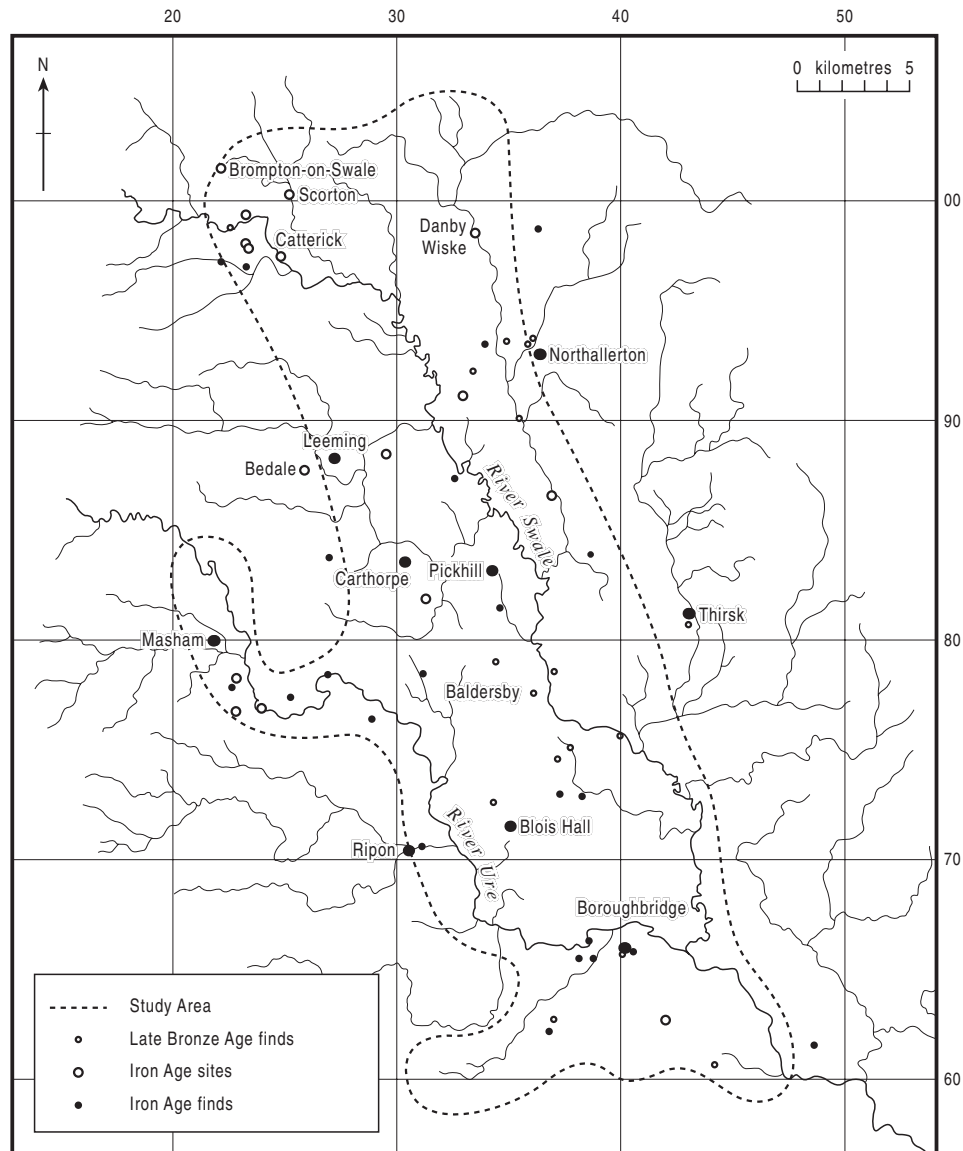 20 30 40 50
N
0 kilometres 5
Brompton-on-Swale
Scorton
00
Danby
Wiske
Catterick
Northallerton
90
Leeming
Bedale
River Swale
Carthorpe
Pickhill
Thirsk
Masham
80
Baldersby
River Ure
Blois Hall
Ripon
70
Boroughbridge
Study Area
Late Bronze Age finds
Iron Age sites
Iron Age finds
60